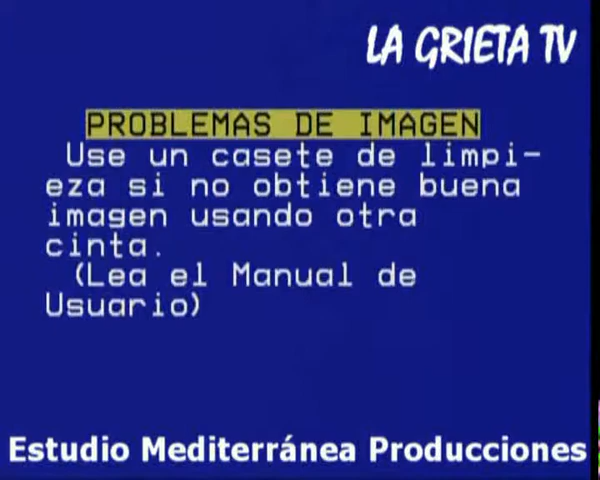 LA GRIETA TV
PROBLEMAS DE IMAGEN
Use un casete de limpi-
eza si no obtiene buena
imagen usando otra
cinta.
(Lea el Manual de
Usuario)
Estudio Mediterránea Producciones